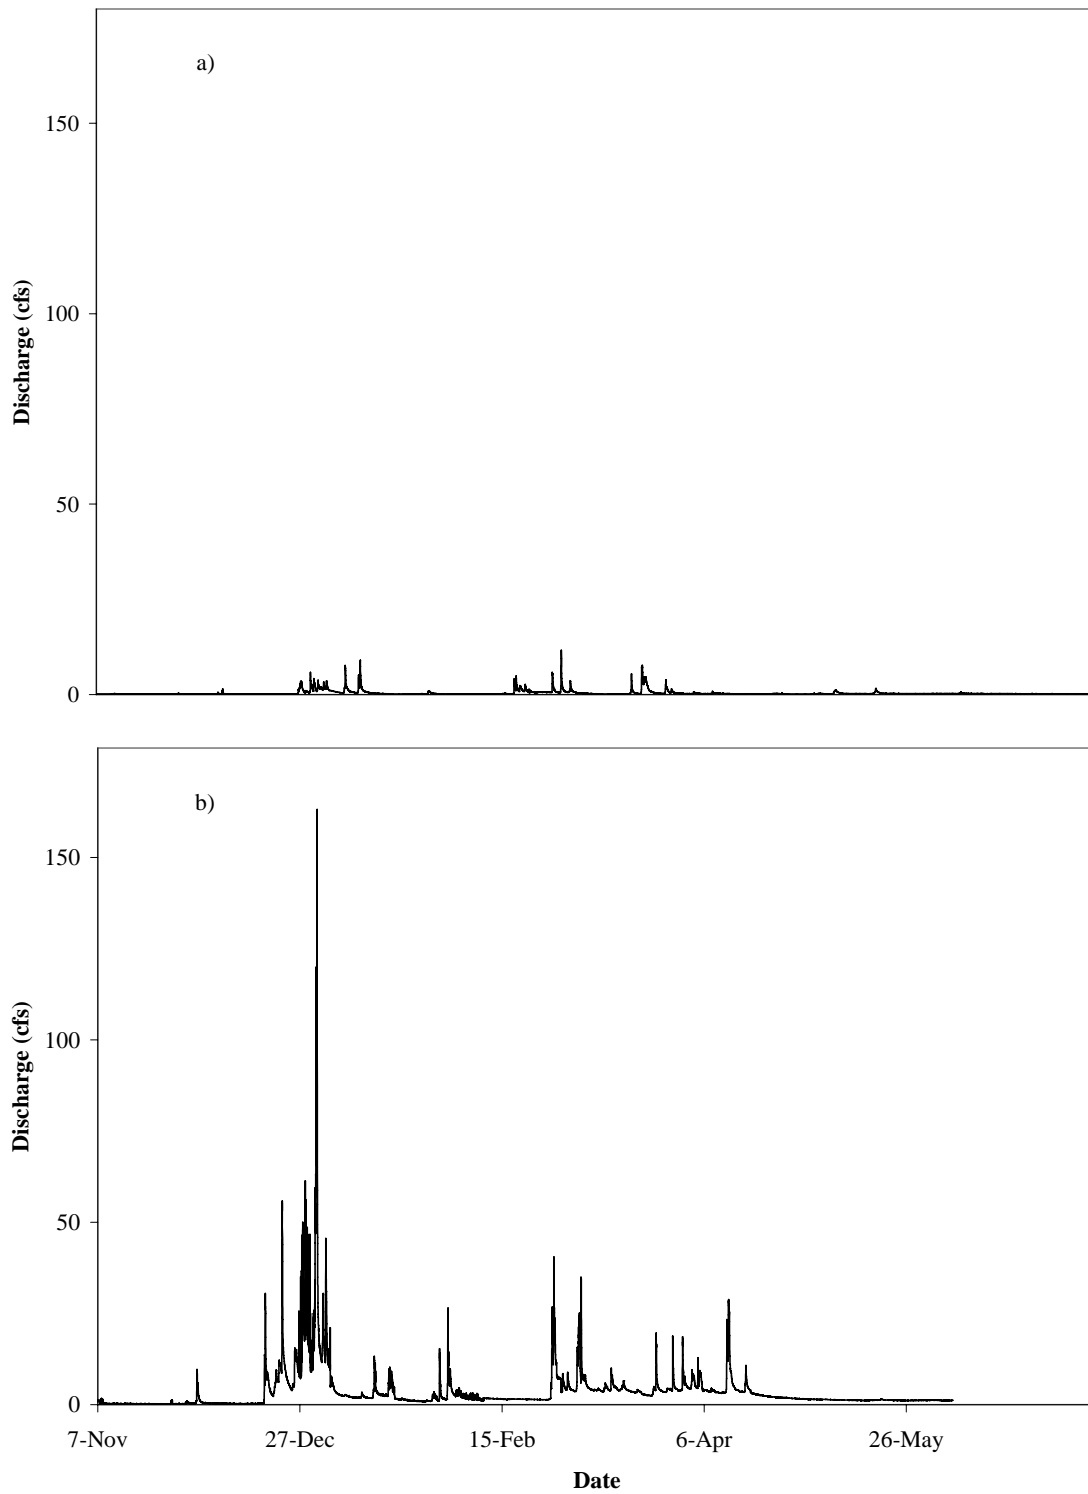 a)
150
100
50
0
Discharge (cfs)
b)
150
100
50
0
Discharge (cfs)
7-Nov 27-Dec 15-Feb 6-Apr 26-May
Date